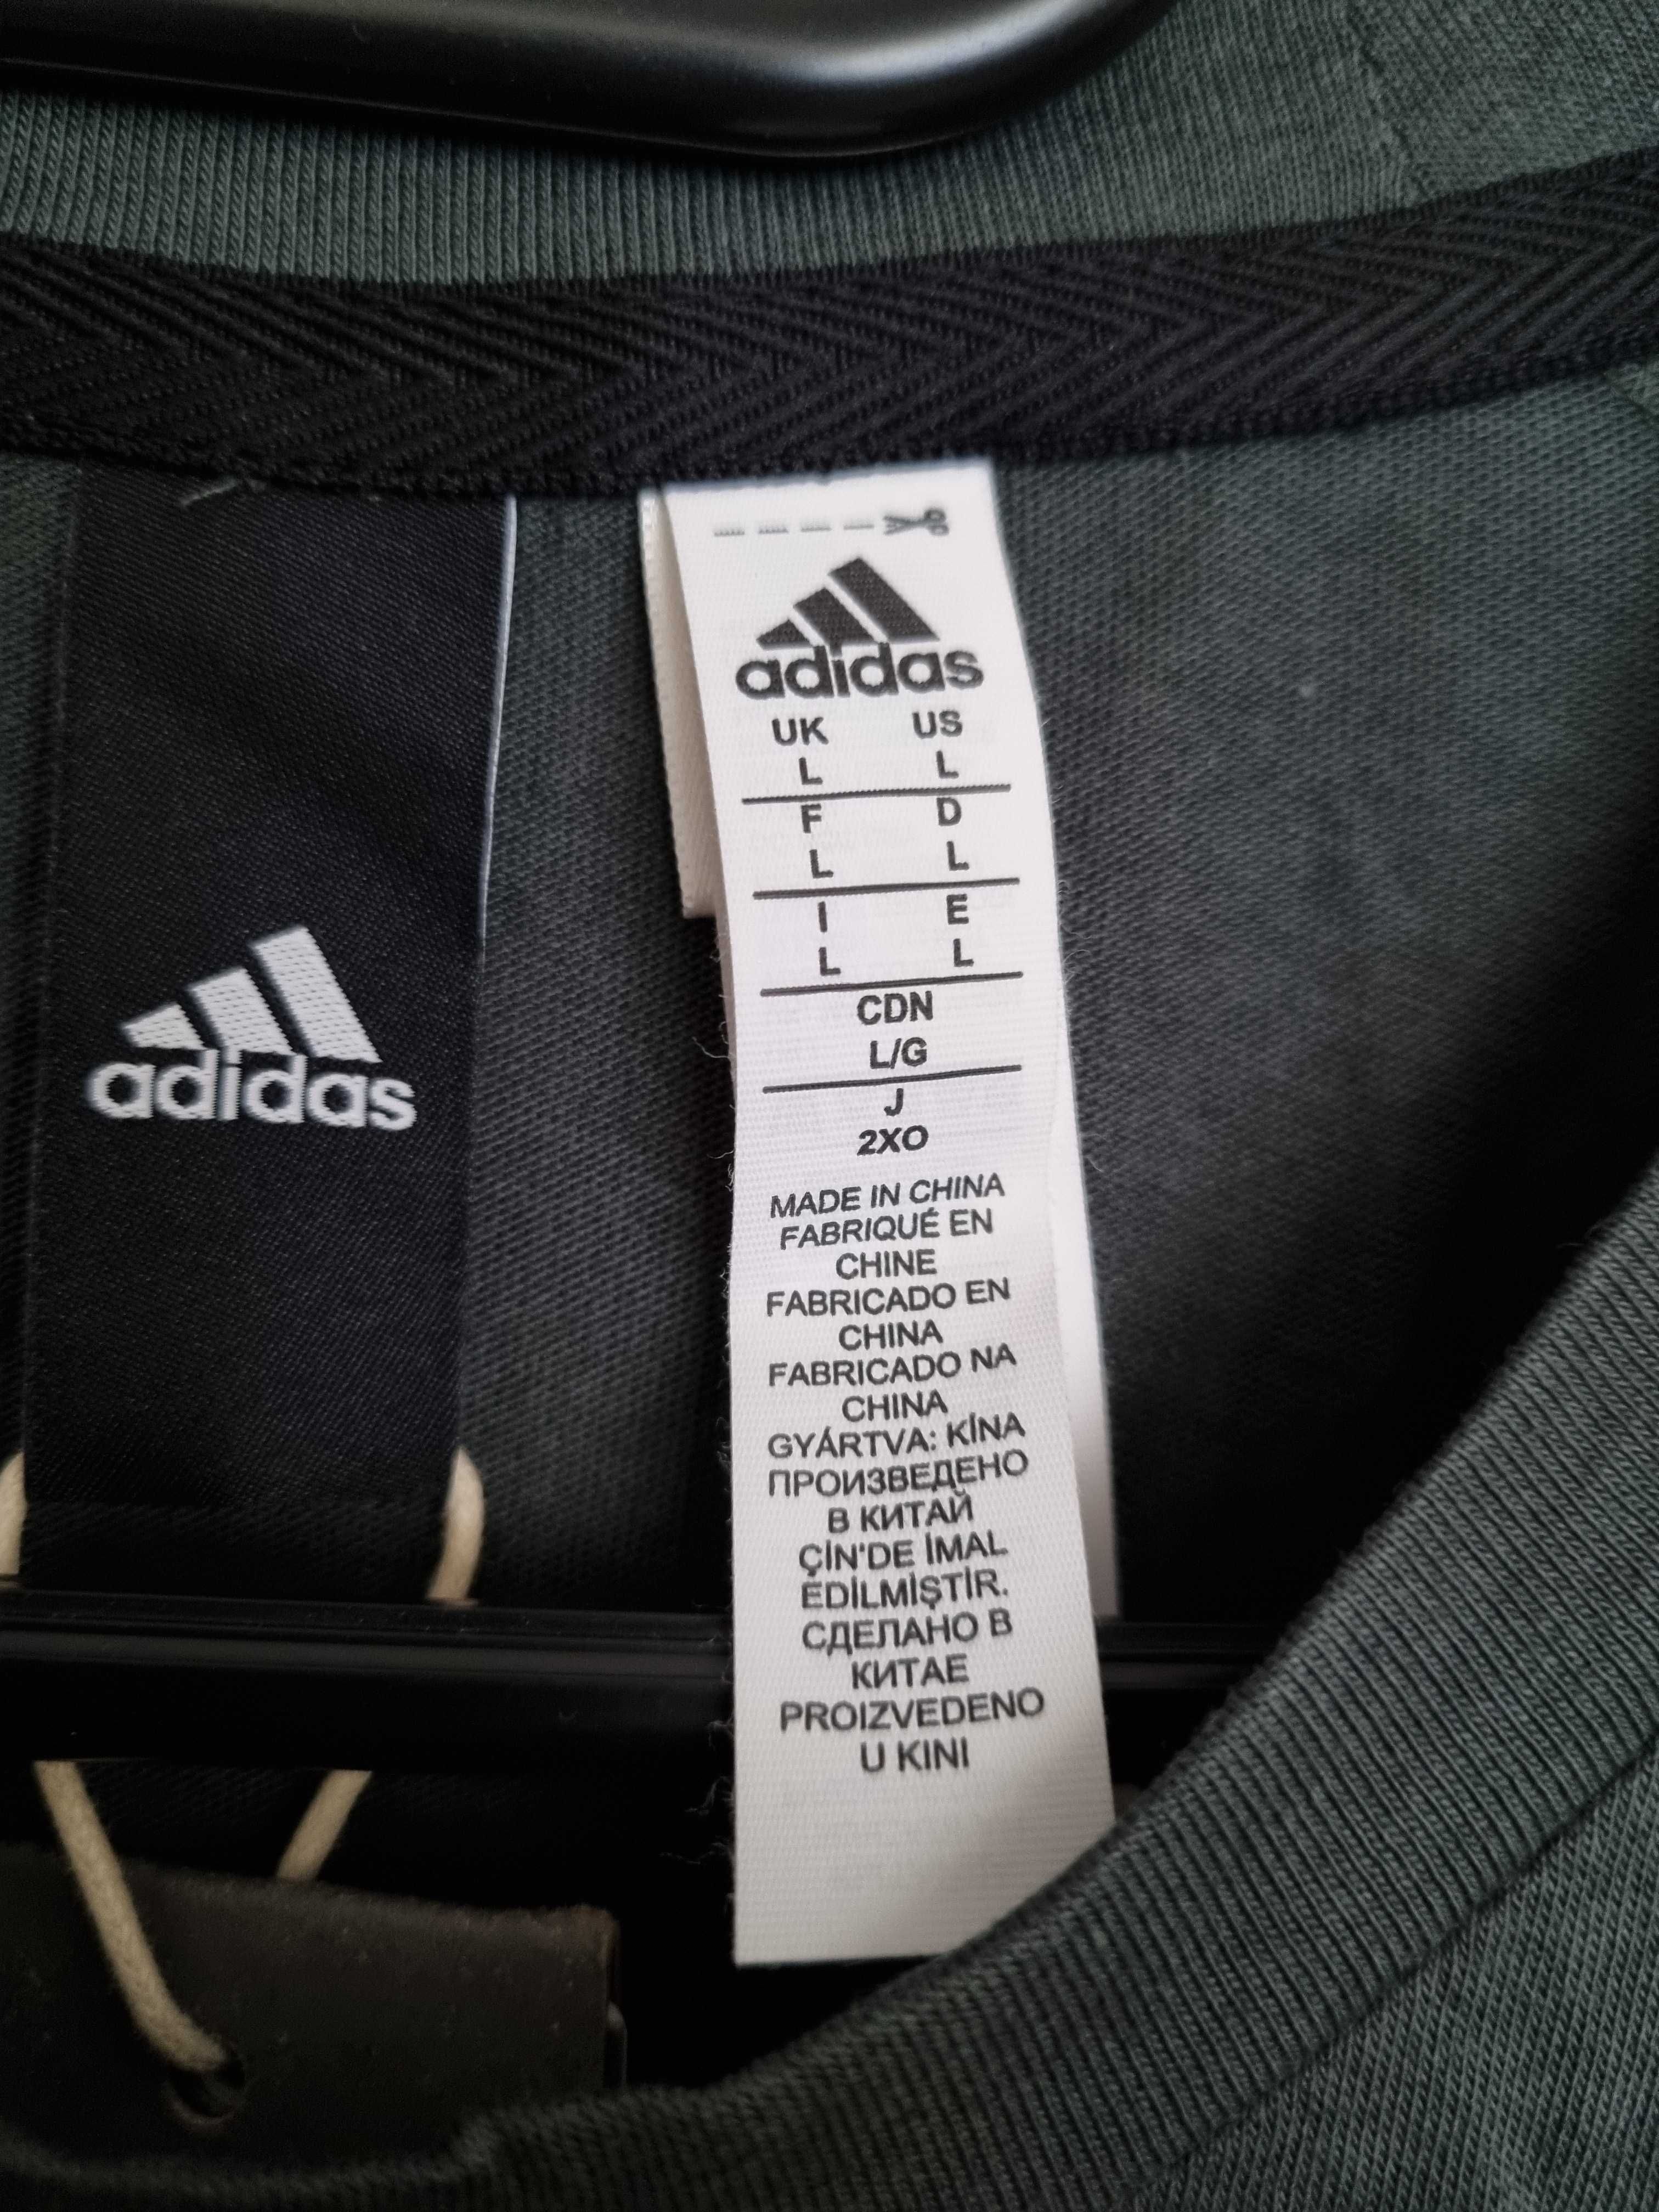 adidas
adidas
UK US
L L
F D
L L
I E
L L
CDN
L/G
J
2XO
MADE IN CHINA
FABRIQUÉ EN
CHINE
FABRICADO EN
CHINA
FABRICADO NA
CHINA
GYÁRTVA: KÍNA
ПРОИЗВЕДЕНО
В КИТАЙ
ÇİN'DE İMAL
EDİLMİŞTİR.
СДЕЛАНО В
КИТАЕ
PROIZVEDENO
U KINI